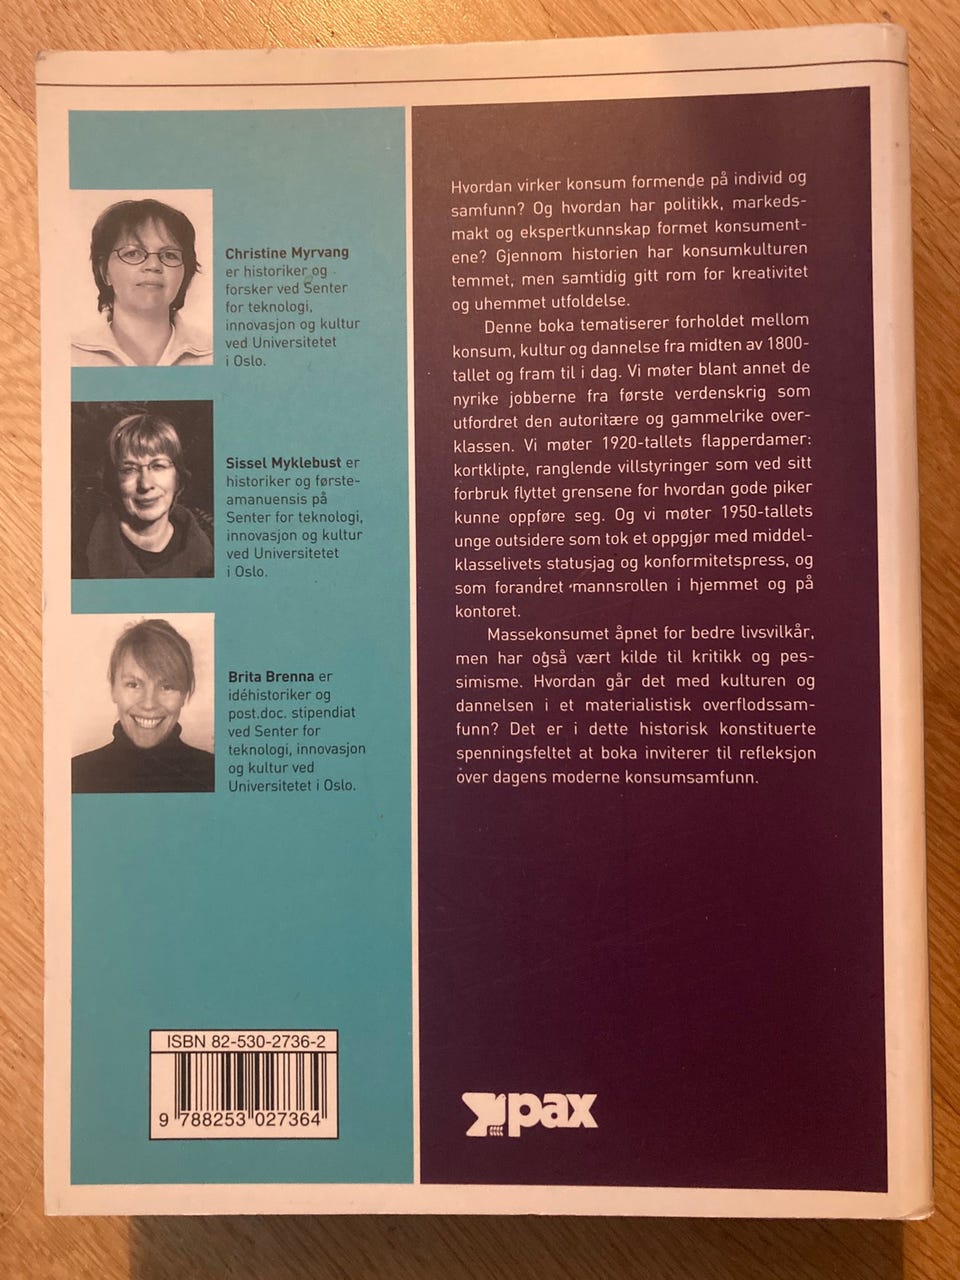 Christine Myrvang
er historiker og
forsker ved Senter
for teknologi,
innovasjon og kultur
ved Universitetet
i Oslo.
Sissel Myklebust er
historiker og første-
amanuensis på
Senter for teknologi,
innovasjon og kultur
ved Universitetet
i Oslo.
Brita Brenna er
idéhistoriker og
post.doc. stipendiat
ved Senter for
teknologi, innovasjon
og kultur ved
Universitetet i Oslo.
ISBN 82-530-2736-2
9 788253 027364
Hvordan virker konsum formende på individ og
samfunn? Og hvordan har politikk, markeds-
makt og ekspertkunnskap formet konsument-
ene? Gjennom historien har konsumkulturen
temmet, men samtidig gitt rom for kreativitet
og uhemmet utfoldelse.
Denne boka tematiserer forholdet mellom
konsum, kultur og dannelse fra midten av 1800-
tallet og fram til i dag. Vi møter blant annet de
nyrike jobberne fra første verdenskrig som
utfordret den autoritære og gammelrike over-
klassen. Vi møter 1920-tallets flapperdamer:
kortklipte, ranglende villstyringer som ved sitt
forbruk flyttet grensene for hvordan gode piker
kunne oppføre seg. Og vi møter 1950-tallets
unge outsidere som tok et oppgjør med middel-
klasselivets statusjag og konformitetspress, og
som forandret mannsrollen i hjemmet og på
kontoret.
Massekonsumet åpnet for bedre livsvilkår,
men har også vært kilde til kritikk og pes-
simisme. Hvordan går det med kulturen og
dannelsen i et materialistisk overflodssam-
funn? Det er i dette historisk konstituerte
spenningsfeltet at boka inviterer til refleksjon
over dagens moderne konsumsamfunn.
pax